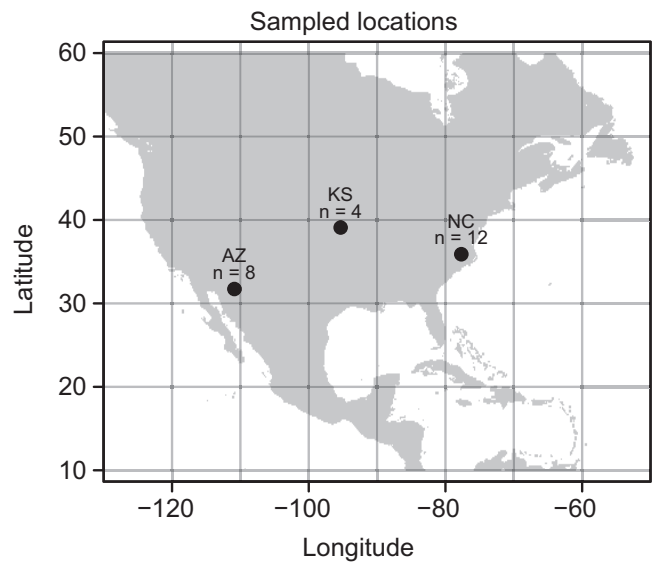 Sampled locations
60
50
40
30
20
10
Latitude
KS
n = 4
NC
n = 12
AZ
n = 8
−120
−100
−80
−60
Longitude